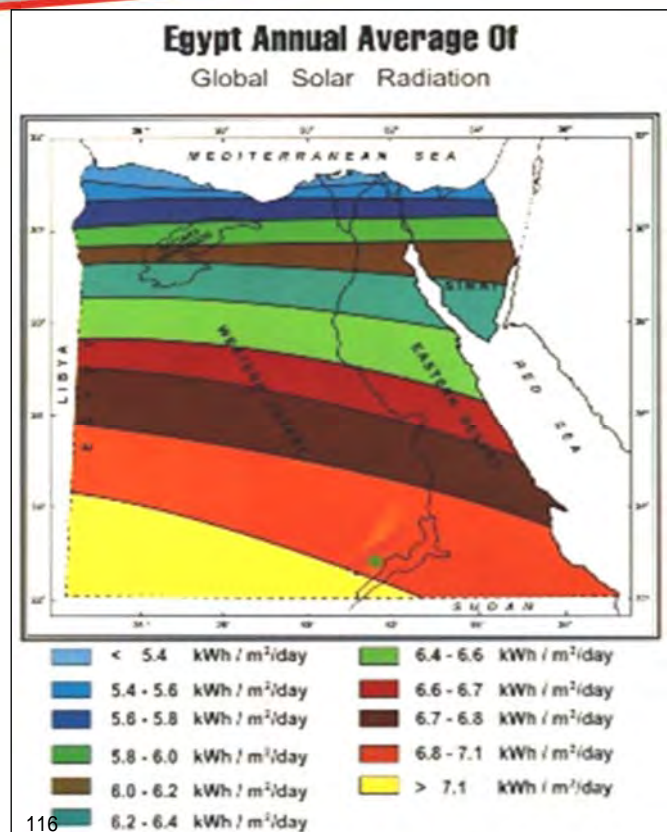 Egypt Annual Average Of
Global Solar Radiation
MEDITERRANEAN SEA
SINAI
LIBYA
WESTERN DESERT
EASTERN DESERT
RED SEA
SUDAN
< 5.4 kWh / m²/day
5.4 - 5.6 kWh / m²/day
5.6 - 5.8 kWh / m²/day
5.8 - 6.0 kWh / m²/day
6.0 - 6.2 kWh / m²/day
6.2 - 6.4 kWh / m²/day
6.4 - 6.6 kWh / m²/day
6.6 - 6.7 kWh / m²/day
6.7 - 6.8 kWh / m²/day
6.8 - 7.1 kWh / m²/day
> 7.1 kWh / m²/day
116